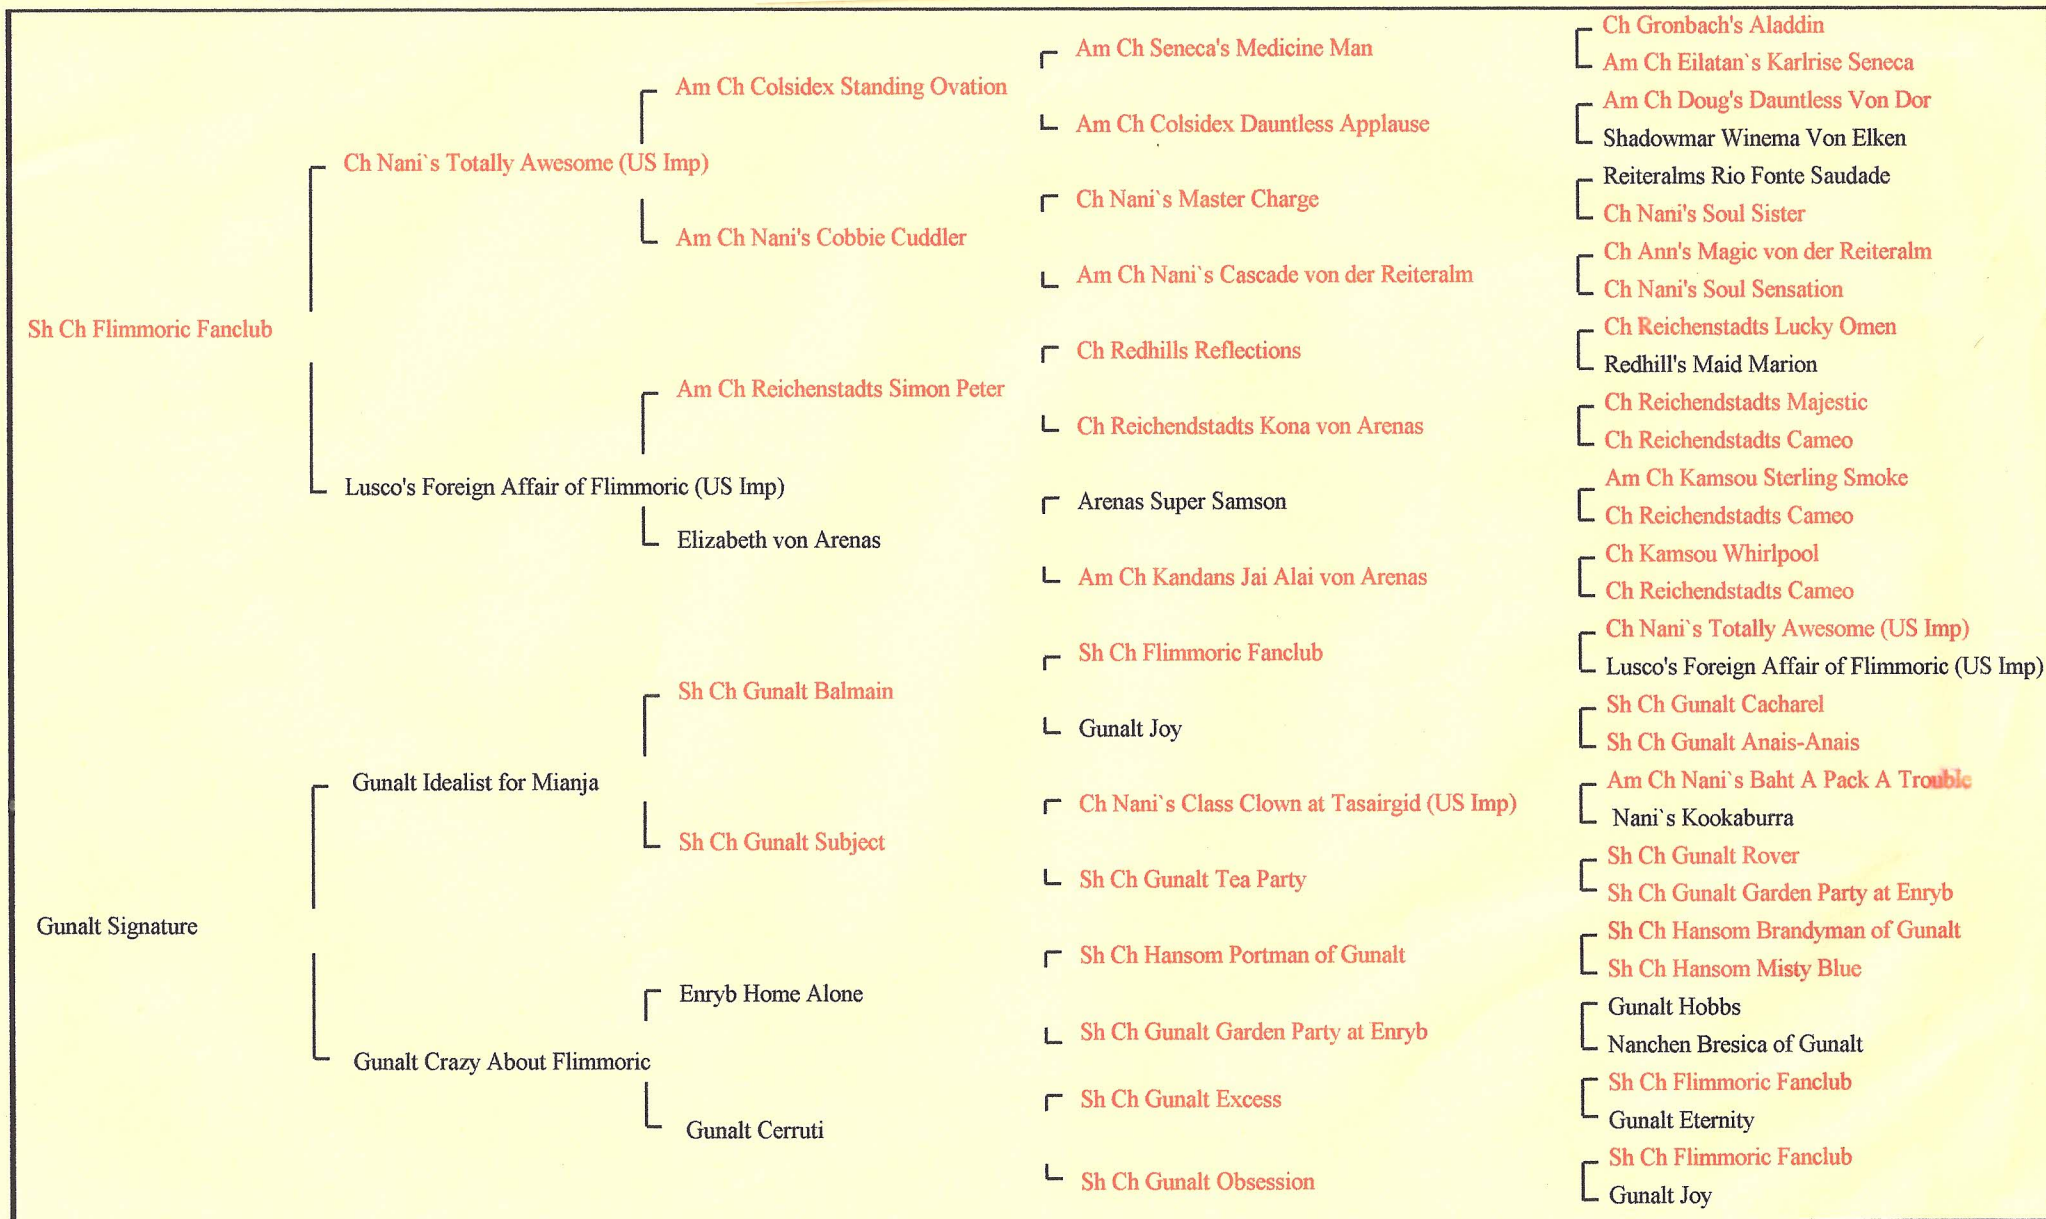 Sh Ch Flimmoric Fanclub
Gunalt Signature
Ch Nani`s Totally Awesome (US Imp)
Lusco's Foreign Affair of Flimmoric (US Imp)
Gunalt Idealist for Mianja
Gunalt Crazy About Flimmoric
Am Ch Colsidex Standing Ovation
Am Ch Nani's Cobbie Cuddler
Am Ch Reichenstadts Simon Peter
Elizabeth von Arenas
Sh Ch Gunalt Balmain
Sh Ch Gunalt Subject
Enryb Home Alone
Gunalt Cerruti
Am Ch Seneca's Medicine Man
Am Ch Colsidex Dauntless Applause
Ch Nani`s Master Charge
Am Ch Nani`s Cascade von der Reiteralm
Ch Redhills Reflections
Ch Reichendstadts Kona von Arenas
Arenas Super Samson
Am Ch Kandans Jai Alai von Arenas
Sh Ch Flimmoric Fanclub
Gunalt Joy
Ch Nani`s Class Clown at Tasairgid (US Imp)
Sh Ch Gunalt Tea Party
Sh Ch Hansom Portman of Gunalt
Sh Ch Gunalt Garden Party at Enryb
Sh Ch Gunalt Excess
Sh Ch Gunalt Obsession
Ch Gronbach's Aladdin
Am Ch Eilatan`s Karlrise Seneca
Am Ch Doug's Dauntless Von Dor
Shadowmar Winema Von Elken
Reiteralms Rio Fonte Saudade
Ch Nani's Soul Sister
Ch Ann's Magic von der Reiteralm
Ch Nani's Soul Sensation
Ch Reichenstadts Lucky Omen
Redhill's Maid Marion
Ch Reichendstadts Majestic
Ch Reichendstadts Cameo
Am Ch Kamsou Sterling Smoke
Ch Reichendstadts Cameo
Ch Kamsou Whirlpool
Ch Reichendstadts Cameo
Ch Nani`s Totally Awesome (US Imp)
Lusco's Foreign Affair of Flimmoric (US Imp)
Sh Ch Gunalt Cacharel
Sh Ch Gunalt Anais-Anais
Am Ch Nani`s Baht A Pack A Trouble
Nani`s Kookaburra
Sh Ch Gunalt Rover
Sh Ch Gunalt Garden Party at Enryb
Sh Ch Hansom Brandyman of Gunalt
Sh Ch Hansom Misty Blue
Gunalt Hobbs
Nanchen Bresica of Gunalt
Sh Ch Flimmoric Fanclub
Gunalt Eternity
Sh Ch Flimmoric Fanclub
Gunalt Joy